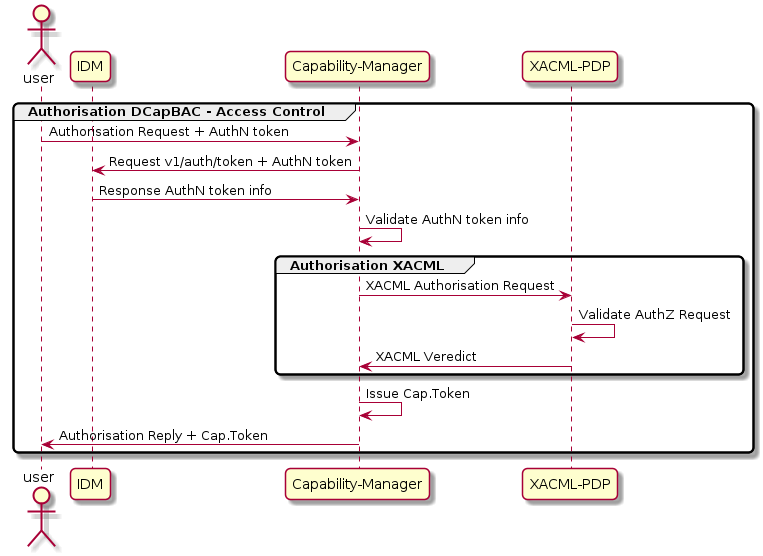 user
IDM
Capability-Manager
XACML-PDP
Authorisation DCapBAC - Access Control
Authorisation Request + AuthN token
Request v1/auth/token + AuthN token
Response AuthN token info
Validate AuthN token info
Authorisation XACML
XACML Authorisation Request
Validate AuthZ Request
XACML Veredict
Issue Cap.Token
Authorisation Reply + Cap.Token
user
IDM
Capability-Manager
XACML-PDP